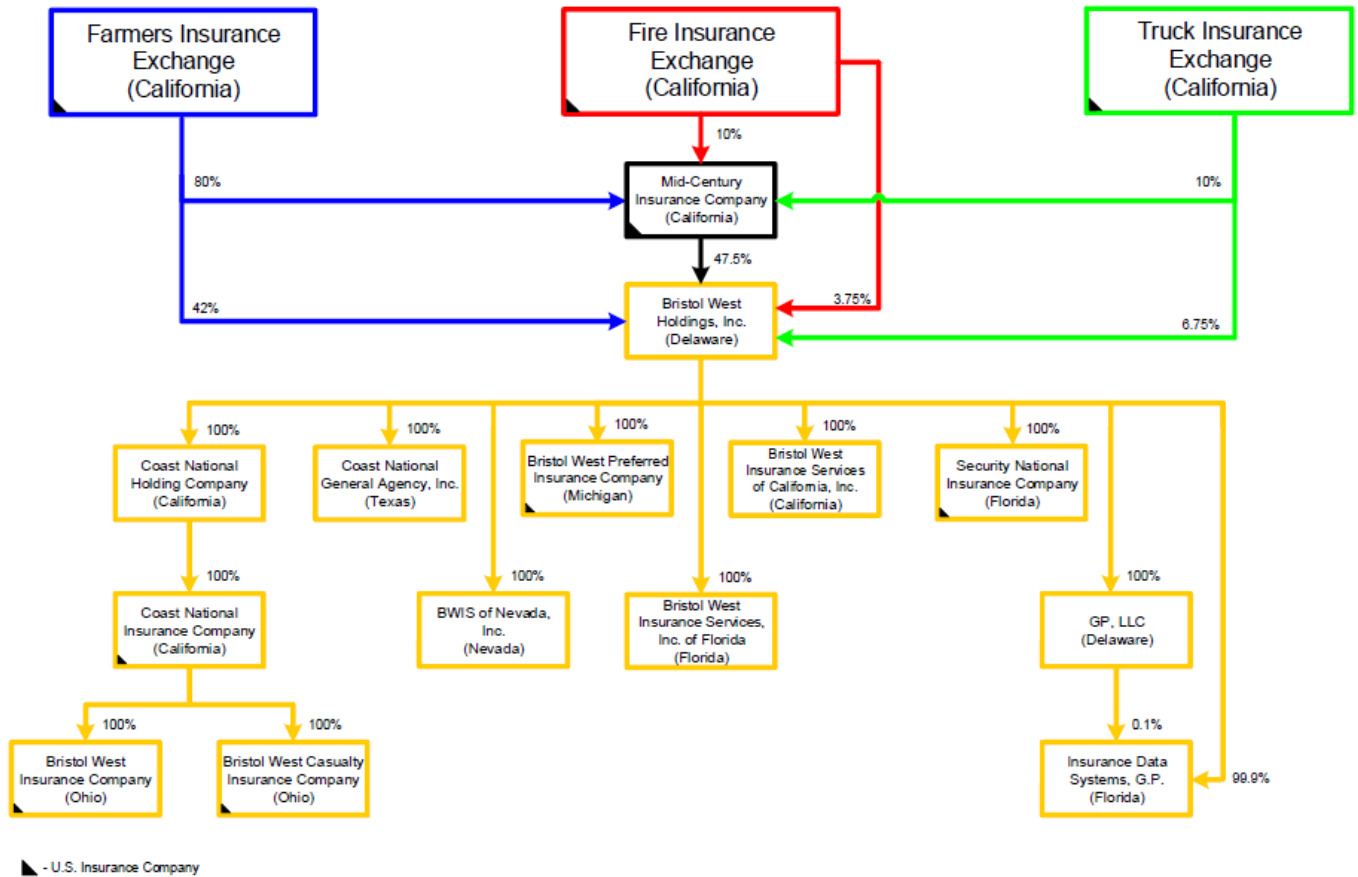 Farmers Insurance
Exchange
(California)
Fire Insurance
Exchange
(California)
Truck Insurance
Exchange
(California)
10%
80%
10%
Mid-Century
Insurance Company
(California)
47.5%
42%
3.75%
6.75%
Bristol West
Holdings, Inc.
(Delaware)
100%
100%
100%
100%
100%
Coast National
Holding Company
(California)
Coast National
General Agency, Inc.
(Texas)
Bristol West Preferred
Insurance Company
(Michigan)
Bristol West
Insurance Services
of California, Inc.
(California)
Security National
Insurance Company
(Florida)
100%
100%
100%
100%
Coast National
Insurance Company
(California)
BWIS of Nevada,
Inc.
(Nevada)
Bristol West
Insurance Services,
Inc. of Florida
(Florida)
GP, LLC
(Delaware)
100%
100%
0.1%
Bristol West
Insurance Company
(Ohio)
Bristol West Casualty
Insurance Company
(Ohio)
Insurance Data
Systems, G.P.
(Florida)
99.9%
- U.S. Insurance Company